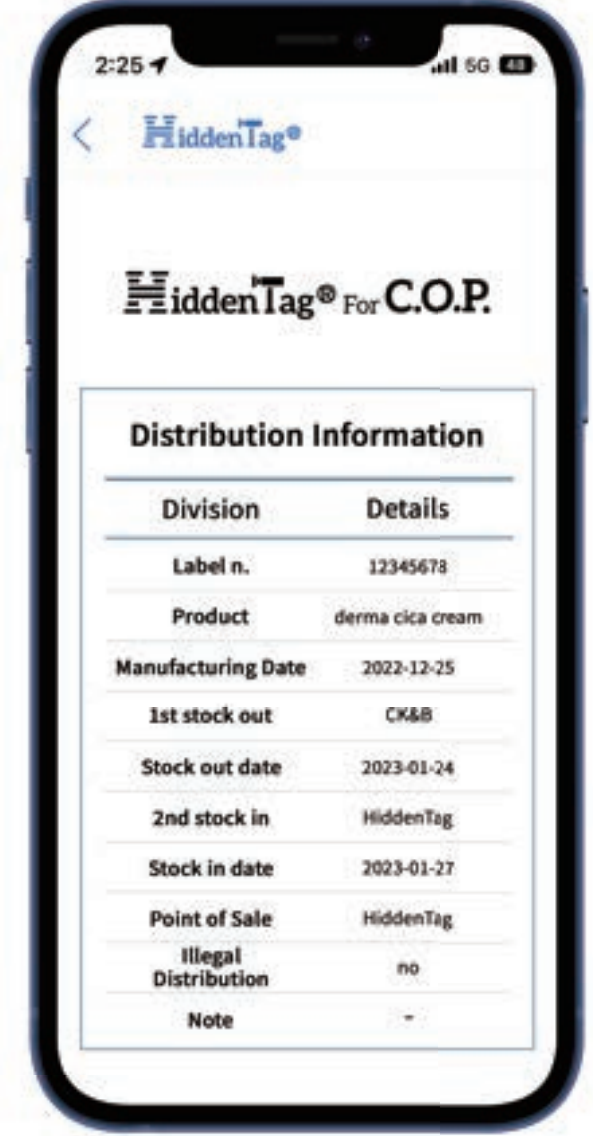 2:25
5G 48
HiddenTag®
HiddenTag® For C.O.P.
Distribution Information
Division Details
Label n. 12345678
Product derma cica cream
Manufacturing Date 2022-12-25
1st stock out CK&B
Stock out date 2023-01-24
2nd stock in HiddenTag
Stock in date 2023-01-27
Point of Sale HiddenTag
Illegal
Distribution no
Note -